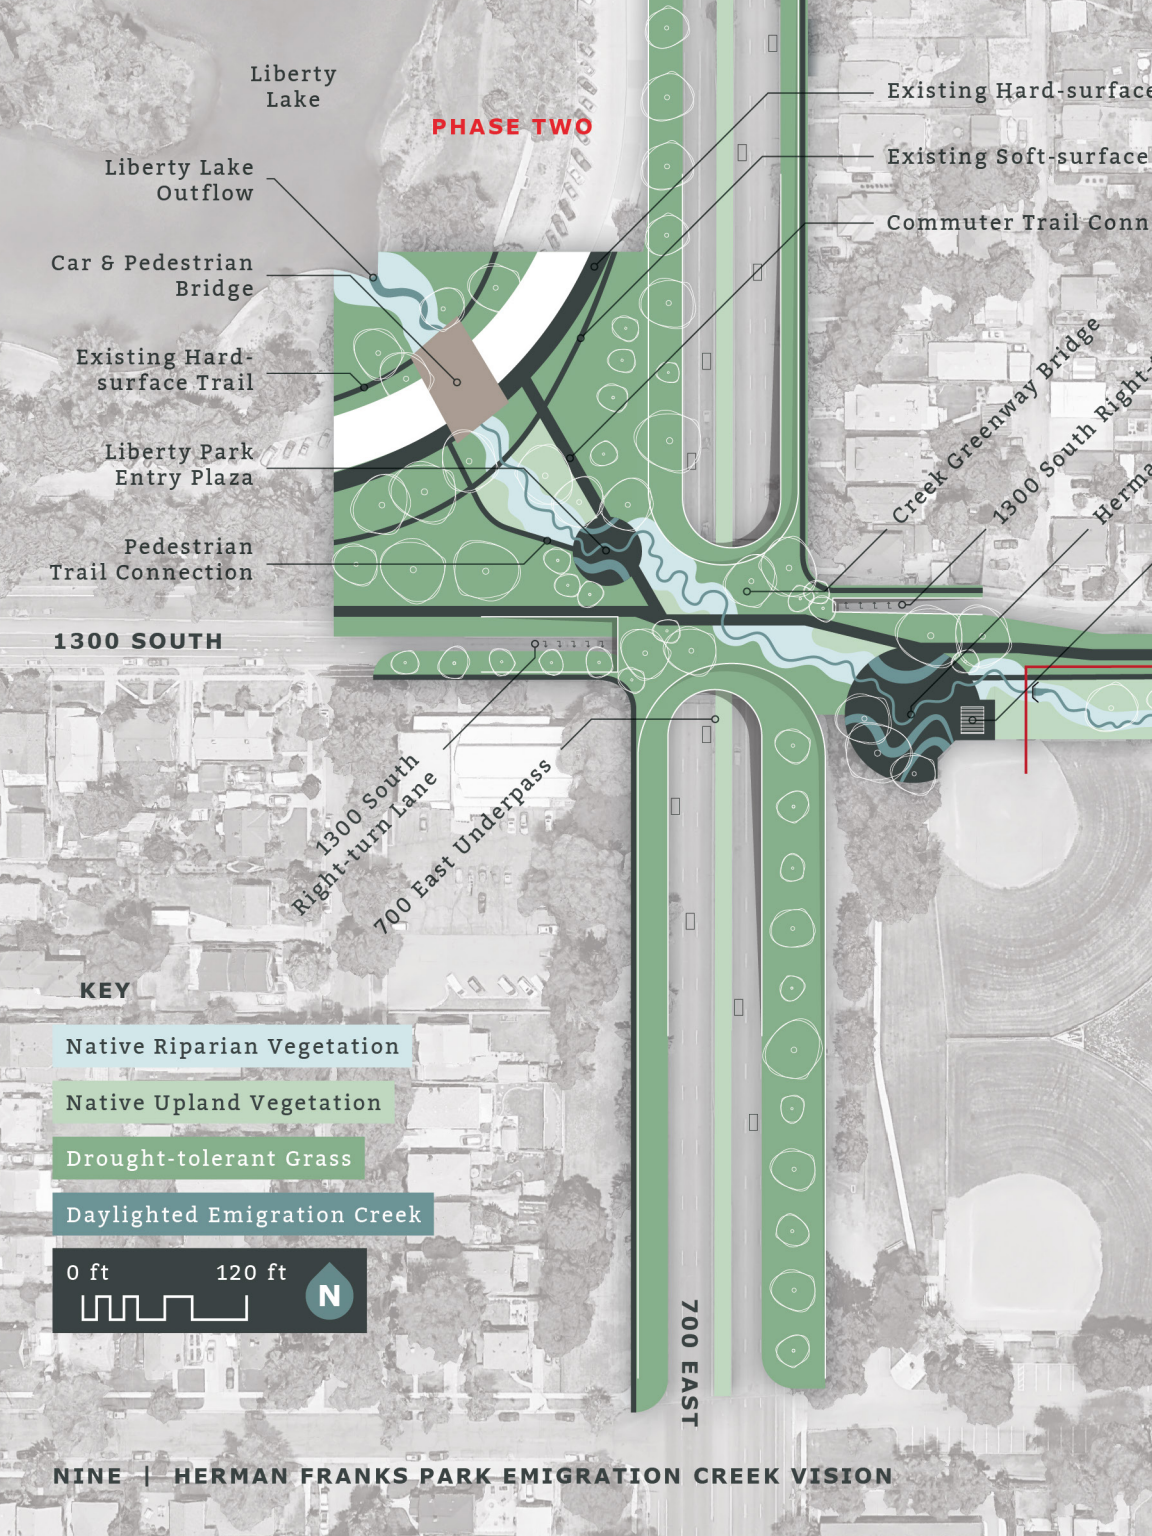 Liberty
Lake
PHASE TWO
Liberty Lake
Outflow
Car & Pedestrian
Bridge
Existing Hard-
surface Trail
Liberty Park
Entry Plaza
Pedestrian
Trail Connection
1300 SOUTH
Existing Hard-surface
Existing Soft-surface
Commuter Trail Conn
Creek Greenway Bridge
1300 South Right-
Herma
1300 South
Right-turn Lane
700 East Underpass
KEY
Native Riparian Vegetation
Native Upland Vegetation
Drought-tolerant Grass
Daylighted Emigration Creek
0 ft 120 ft
N
700 EAST
NINE | HERMAN FRANKS PARK EMIGRATION CREEK VISION